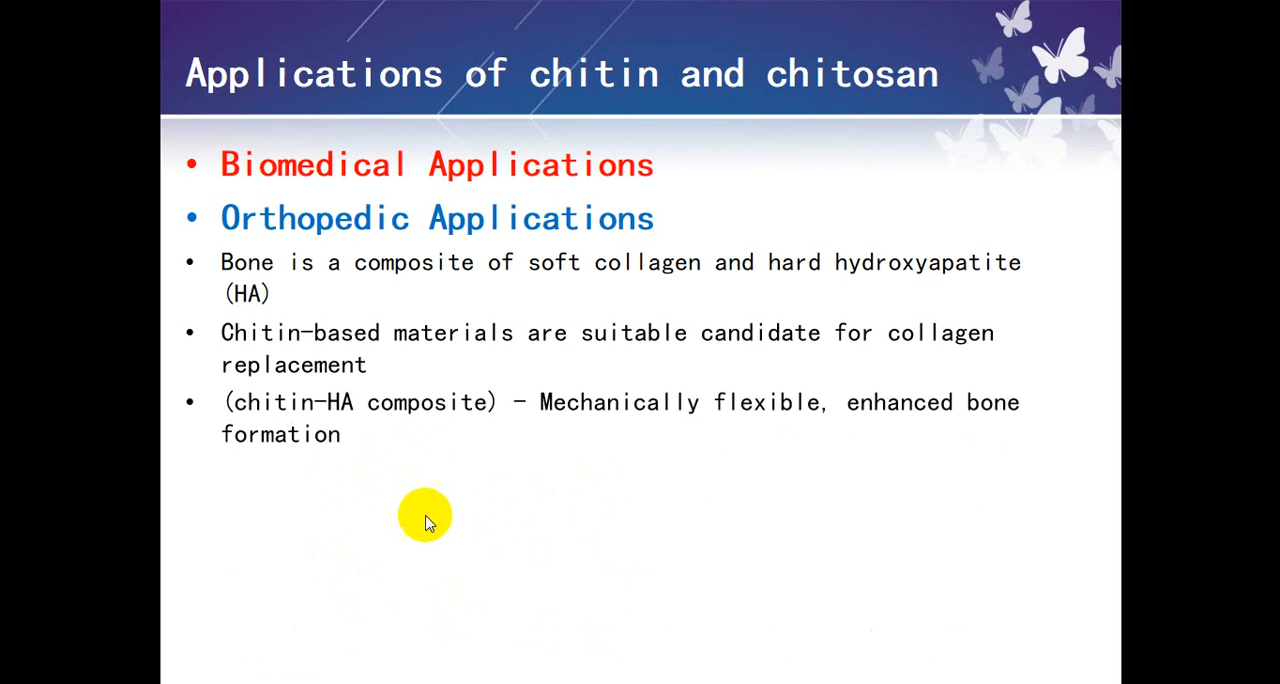 Applications of chitin and chitosan
• Biomedical Applications
• Orthopedic Applications
• Bone is a composite of soft collagen and hard hydroxyapatite
(HA)
• Chitin-based materials are suitable candidate for collagen
replacement
• (chitin-HA composite) - Mechanically flexible, enhanced bone
formation